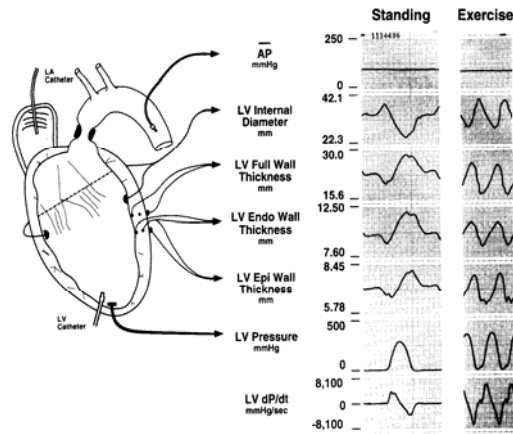 Standing Exercise
1114496
LA
Catheter
AP
mmHg
250
0
LV Internal
Diameter
mm
42.1
22.3
LV Full Wall
Thickness
mm
30.0
15.6
LV Endo Wall
Thickness
mm
12.50
7.60
LV Epi Wall
Thickness
mm
8.45
5.78
LV
Catheter
LV Pressure
mmHg
500
0
LV dP/dt
mmHg/sec
8,100
0
-8,100